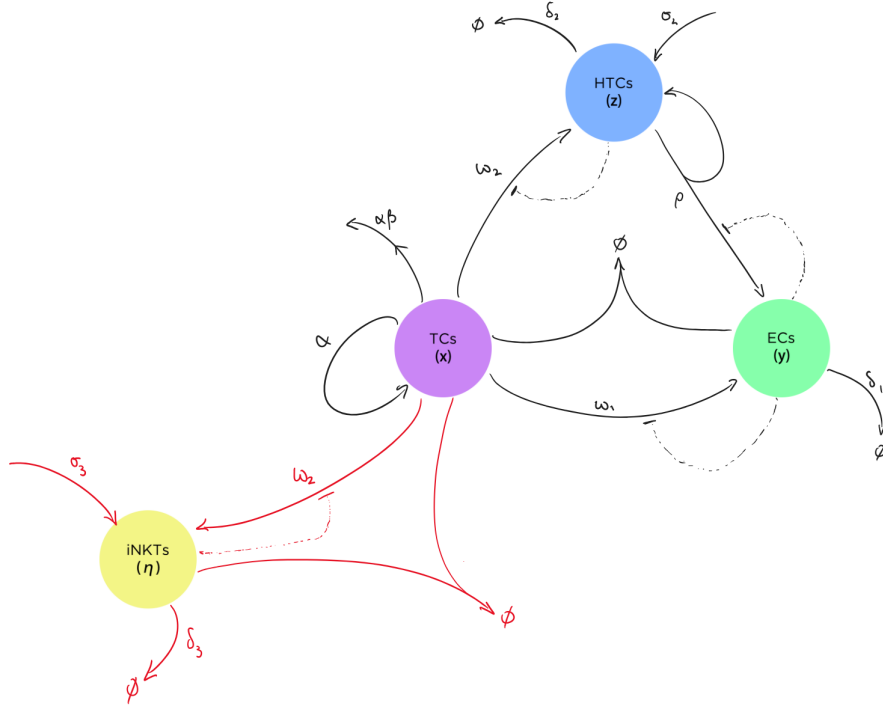 φ
δ₂
σ₂
HTCs
(z)
ω₂
ρ
αβ
φ
TCs
(x)
ECs
(y)
α
ω₁
δ₁
φ
σ₃
ω₂
iNKTs
(η)
φ
δ₃
φ